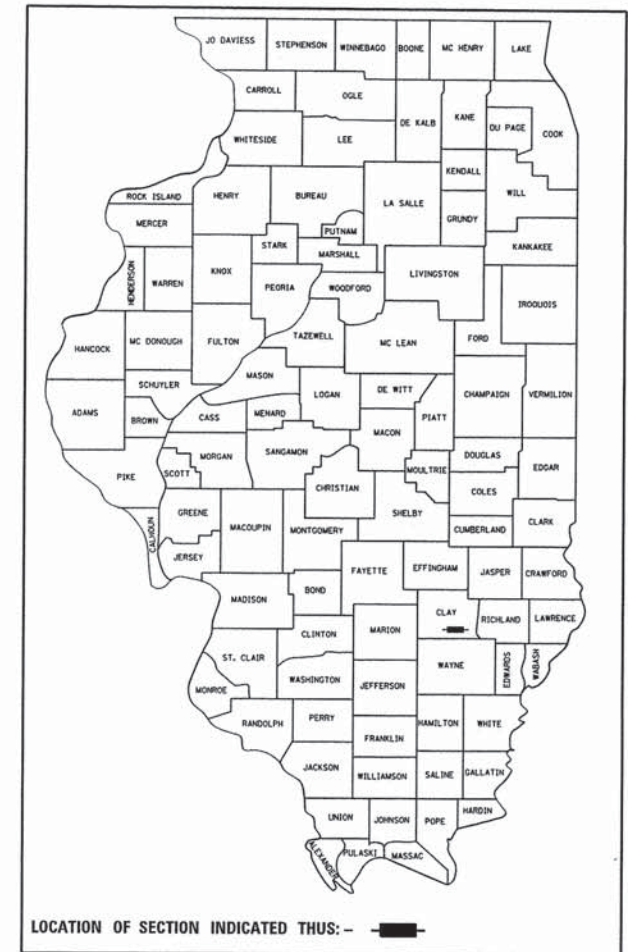 JO DAVIESS
STEPHENSON
WINNEBAGO
BOONE
MC HENRY
LAKE
CARROLL
OGLE
DE KALB
KANE
DU PAGE
COOK
WHITESIDE
LEE
KENDALL
WILL
ROCK ISLAND
HENRY
BUREAU
LA SALLE
GRUNDY
MERCER
PUTNAM
STARK
MARSHALL
KANKAKEE
HENDERSON
WARREN
KNOX
PEORIA
WOODFORD
LIVINGSTON
IROQUOIS
HANCOCK
MC DONOUGH
FULTON
TAZEWELL
MC LEAN
FORD
SCHUYLER
MASON
LOGAN
DE WITT
CHAMPAIGN
VERMILION
ADAMS
BROWN
CASS
MENARD
PIATT
MACON
MORGAN
SANGAMON
DOUGLAS
EDGAR
PIKE
SCOTT
CHRISTIAN
MOULTRIE
COLES
CALHOUN
GREENE
MACOUPIN
MONTGOMERY
SHELBY
CUMBERLAND
CLARK
JERSEY
FAYETTE
EFFINGHAM
JASPER
CRAWFORD
MADISON
BOND
CLAY
RICHLAND
LAWRENCE
CLINTON
MARION
ST. CLAIR
WAYNE
EDWARDS
WABASH
MONROE
WASHINGTON
JEFFERSON
RANDOLPH
PERRY
HAMILTON
WHITE
FRANKLIN
JACKSON
WILLIAMSON
SALINE
GALLATIN
UNION
JOHNSON
POPE
HARDIN
ALEXANDER
PULASKI
MASSAC
LOCATION OF SECTION INDICATED THUS: -